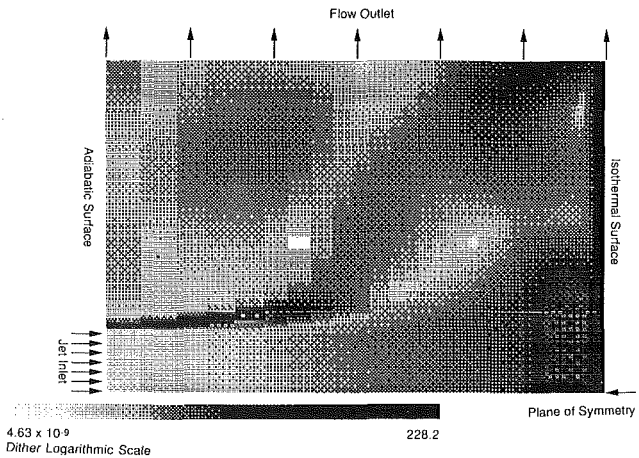 Flow Outlet
Adiabatic Surface
Isothermal Surface
Jet Inlet
Plane of Symmetry
4.63 x 10-9
228.2
Dither Logarithmic Scale